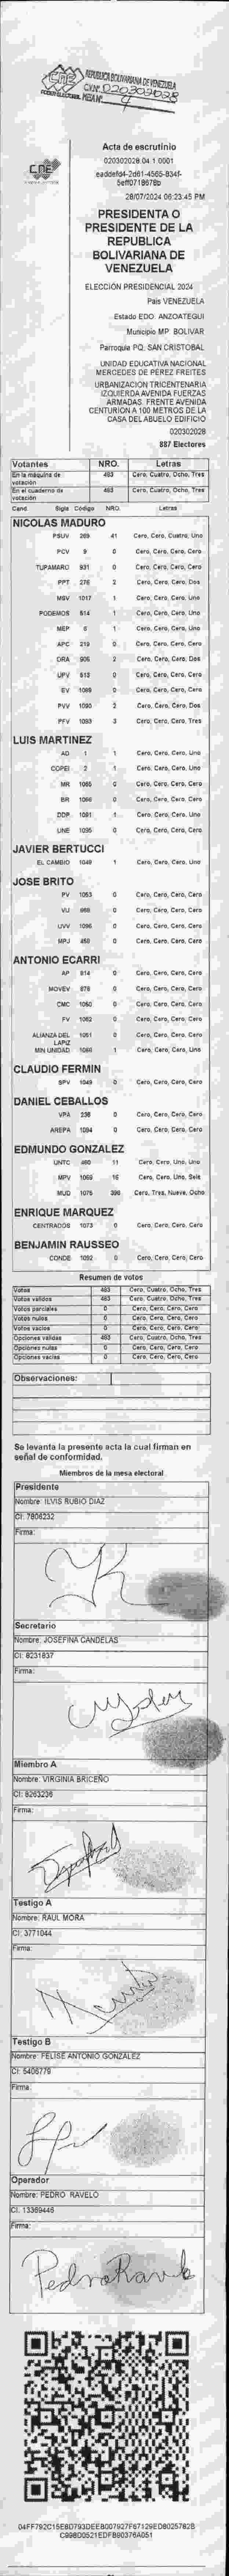 CNE
REPÚBLICA BOLIVARIANA DE VENEZUELA
PODER ELECTORAL
CV Nº 020302028
MESA Nº 4
CNE
Acta de escrutinio
020302028.04.1.0001
28/07/2024 06:23:45 PM
PRESIDENTA O
PRESIDENTE DE LA
REPUBLICA
BOLIVARIANA DE
VENEZUELA
ELECCIÓN PRESIDENCIAL 2024
País VENEZUELA
Estado EDO. ANZOATEGUI
Municipio MP. BOLIVAR
Parroquia PQ. SAN CRISTOBAL
UNIDAD EDUCATIVA NACIONAL
MERCEDES DE PEREZ FREITES
URBANIZACION TRICENTENARIA
IZQUIERDA AVENIDA FUERZAS
ARMADAS. FRENTE AVENIDA
CENTURION A 100 METROS DE LA
CASA DEL ABUELO EDIFICIO
020302028
887 Electores
Votantes NRO. Letras
En la máquina de votación 483 Cero, Cuatro, Ocho, Tres
En el cuaderno de votación 483 Cero, Cuatro, Ocho, Tres
Cand. Sigla Código NRO. Letras
NICOLAS MADURO
PSUV 269 41 Cero, Cero, Cuatro, Uno
PCV 9 0 Cero, Cero, Cero, Cero
TUPAMARO 931 0 Cero, Cero, Cero, Cero
PPT 276 2 Cero, Cero, Cero, Dos
MSV 1017 1 Cero, Cero, Cero, Uno
PODEMOS 514 1 Cero, Cero, Cero, Uno
MEP 6 1 Cero, Cero, Cero, Uno
APC 219 0 Cero, Cero, Cero, Cero
ORA 906 2 Cero, Cero, Cero, Dos
UPV 513 0 Cero, Cero, Cero, Cero
EV 1089 0 Cero, Cero, Cero, Cero
PVV 1090 2 Cero, Cero, Cero, Dos
PFV 1093 3 Cero, Cero, Cero, Tres
LUIS MARTINEZ
AD 1 1 Cero, Cero, Cero, Uno
COPEI 2 1 Cero, Cero, Cero, Uno
MR 1065 0 Cero, Cero, Cero, Cero
BR 1066 0 Cero, Cero, Cero, Cero
DDP 1091 1 Cero, Cero, Cero, Uno
UNE 1095 0 Cero, Cero, Cero, Cero
JAVIER BERTUCCI
EL CAMBIO 1048 1 Cero, Cero, Cero, Uno
JOSE BRITO
PV 1053 0 Cero, Cero, Cero, Cero
VU 868 0 Cero, Cero, Cero, Cero
UVV 1096 0 Cero, Cero, Cero, Cero
MPJ 450 0 Cero, Cero, Cero, Cero
ANTONIO ECARRI
AP 914 0 Cero, Cero, Cero, Cero
MOVEV 878 0 Cero, Cero, Cero, Cero
CMC 1050 0 Cero, Cero, Cero, Cero
FV 1052 0 Cero, Cero, Cero, Cero
ALIANZA DEL LAPIZ 1051 0 Cero, Cero, Cero, Cero
MIN UNIDAD 1088 1 Cero, Cero, Cero, Uno
CLAUDIO FERMIN
SPV 1049 0 Cero, Cero, Cero, Cero
DANIEL CEBALLOS
VPA 256 0 Cero, Cero, Cero, Cero
AREPA 1094 0 Cero, Cero, Cero, Cero
EDMUNDO GONZALEZ
UNTC 460 11 Cero, Cero, Uno, Uno
MPV 1069 16 Cero, Cero, Uno, Seis
MUD 1075 398 Cero, Tres, Nueve, Ocho
ENRIQUE MARQUEZ
CENTRADOS 1073 0 Cero, Cero, Cero, Cero
BENJAMIN RAUSSEO
CONDE 1092 0 Cero, Cero, Cero, Cero
Resumen de votos
Votos 483 Cero, Cuatro, Ocho, Tres
Votos validos 483 Cero, Cuatro, Ocho, Tres
Votos parciales 0 Cero, Cero, Cero, Cero
Votos nulos 0 Cero, Cero, Cero, Cero
Votos vacios 0 Cero, Cero, Cero, Cero
Opciones válidas 483 Cero, Cuatro, Ocho, Tres
Opciones nulas 0 Cero, Cero, Cero, Cero
Opciones vacias 0 Cero, Cero, Cero, Cero
Observaciones:
Se levanta la presente acta la cual firman en
señal de conformidad.
Miembros de la mesa electoral
Presidente
Nombre: ILVIS RUBIO DIAZ
CI: 7806232
Firma:
Secretario
Nombre: JOSEFINA CANDELAS
CI: 8231837
Firma:
Miembro A
Nombre: VIRGINIA BRICEÑO
CI: 8263236
Firma:
Testigo A
Nombre: RAUL MORA
CI: 3771044
Firma:
Testigo B
Nombre: FELISE ANTONIO GONZALEZ
CI: 5406779
Firma:
Operador
Nombre: PEDRO RAVELO
CI: 13369446
Firma:
Pedro Ravelo
04FF792C15E8D793DEEB007927F67129ED8025782B
C998D0521EDFB90376A051